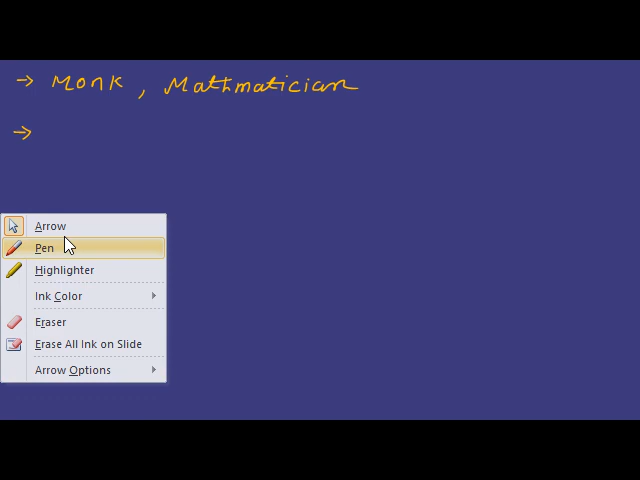 → Monk, Mathmatician
→
Arrow
Pen
Highlighter
Ink Color
Eraser
Erase All Ink on Slide
Arrow Options